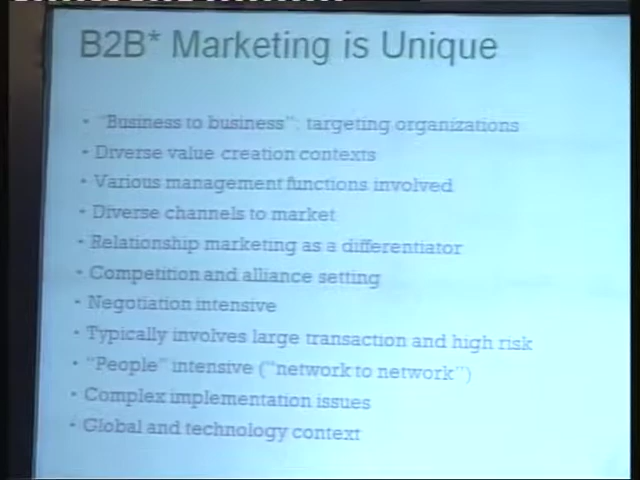 B2B* Marketing is Unique
• "Business to business": targeting organizations
• Diverse value creation contexts
• Various management functions involved
• Diverse channels to market
• Relationship marketing as a differentiator
• Competition and alliance setting
• Negotiation intensive
• Typically involves large transaction and high risk
• "People" intensive ("network to network")
• Complex implementation issues
• Global and technology context